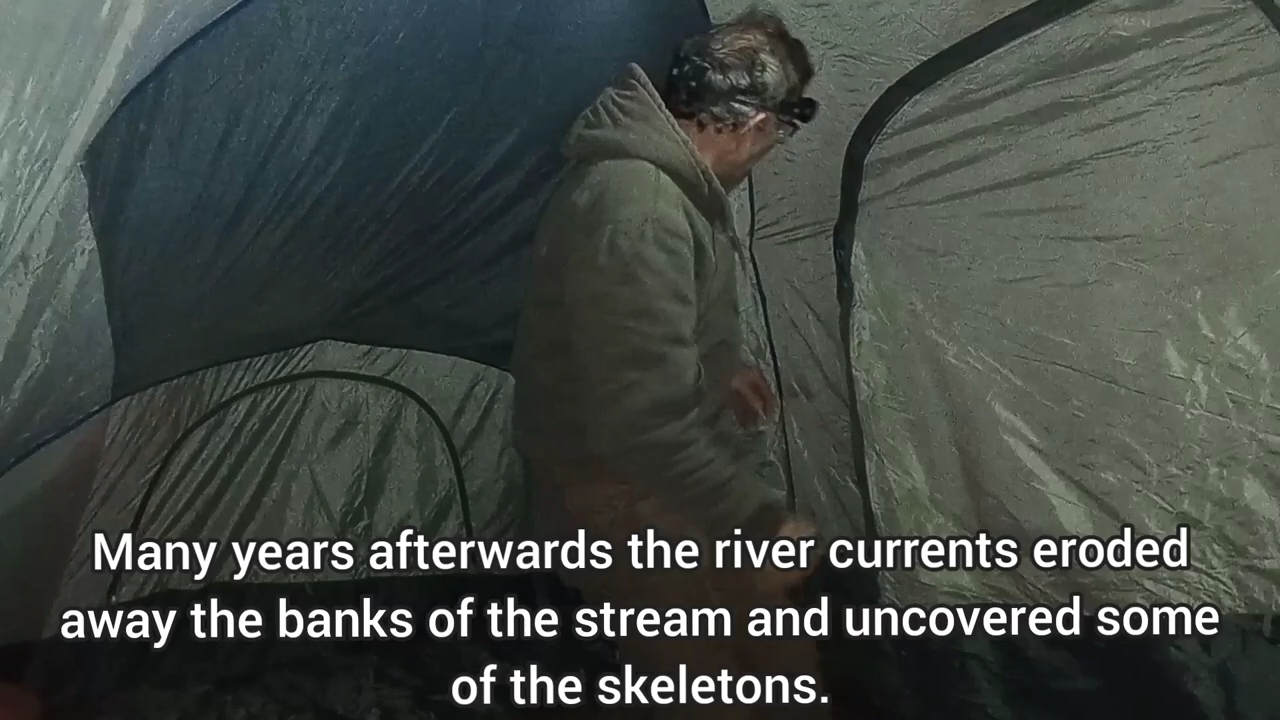 Many years afterwards the river currents eroded
away the banks of the stream and uncovered some
of the skeletons.